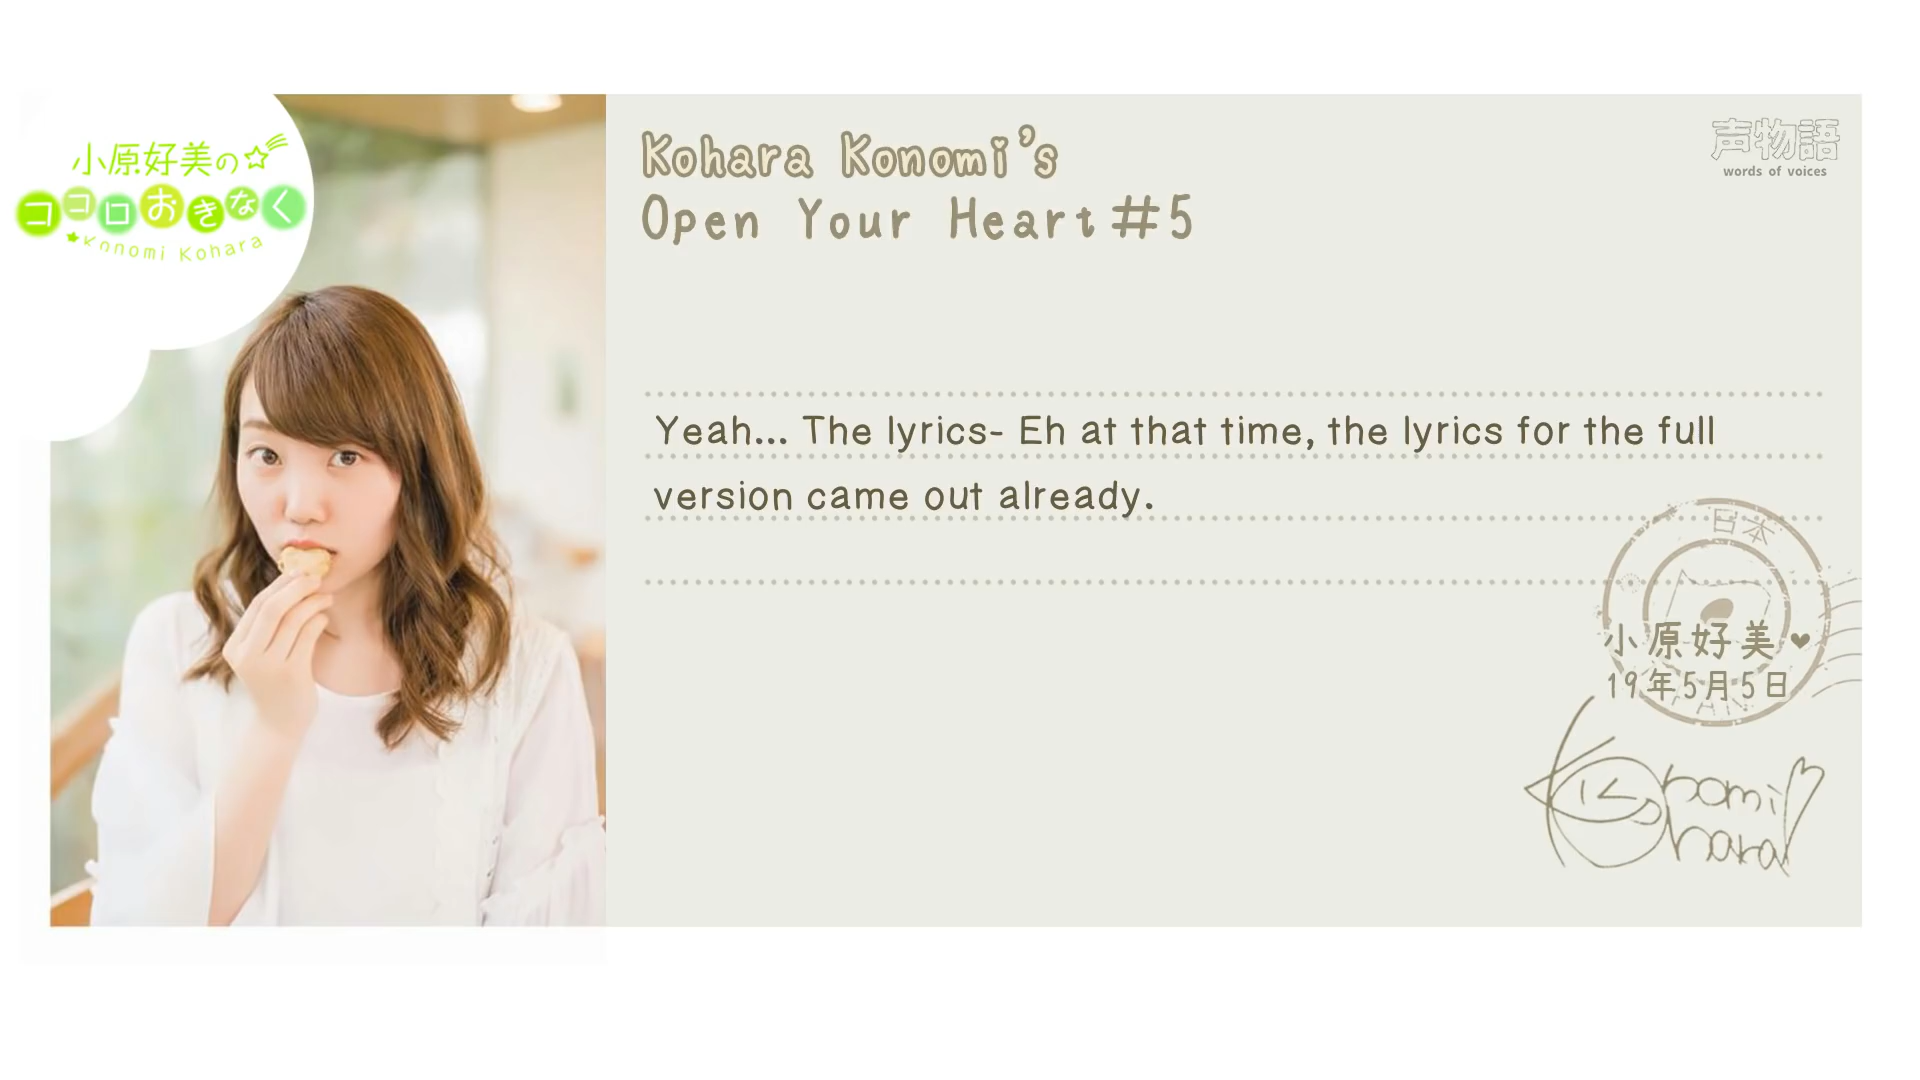 小原好美の☆
ココロおきなく
★Konomi Kohara
Kohara Konomi's
Open Your Heart#5
声物語
words of voices
Yeah... The lyrics- Eh at that time, the lyrics for the full
version came out already.
日本
小原好美♥
19年5月5日
Konomi
Kohara